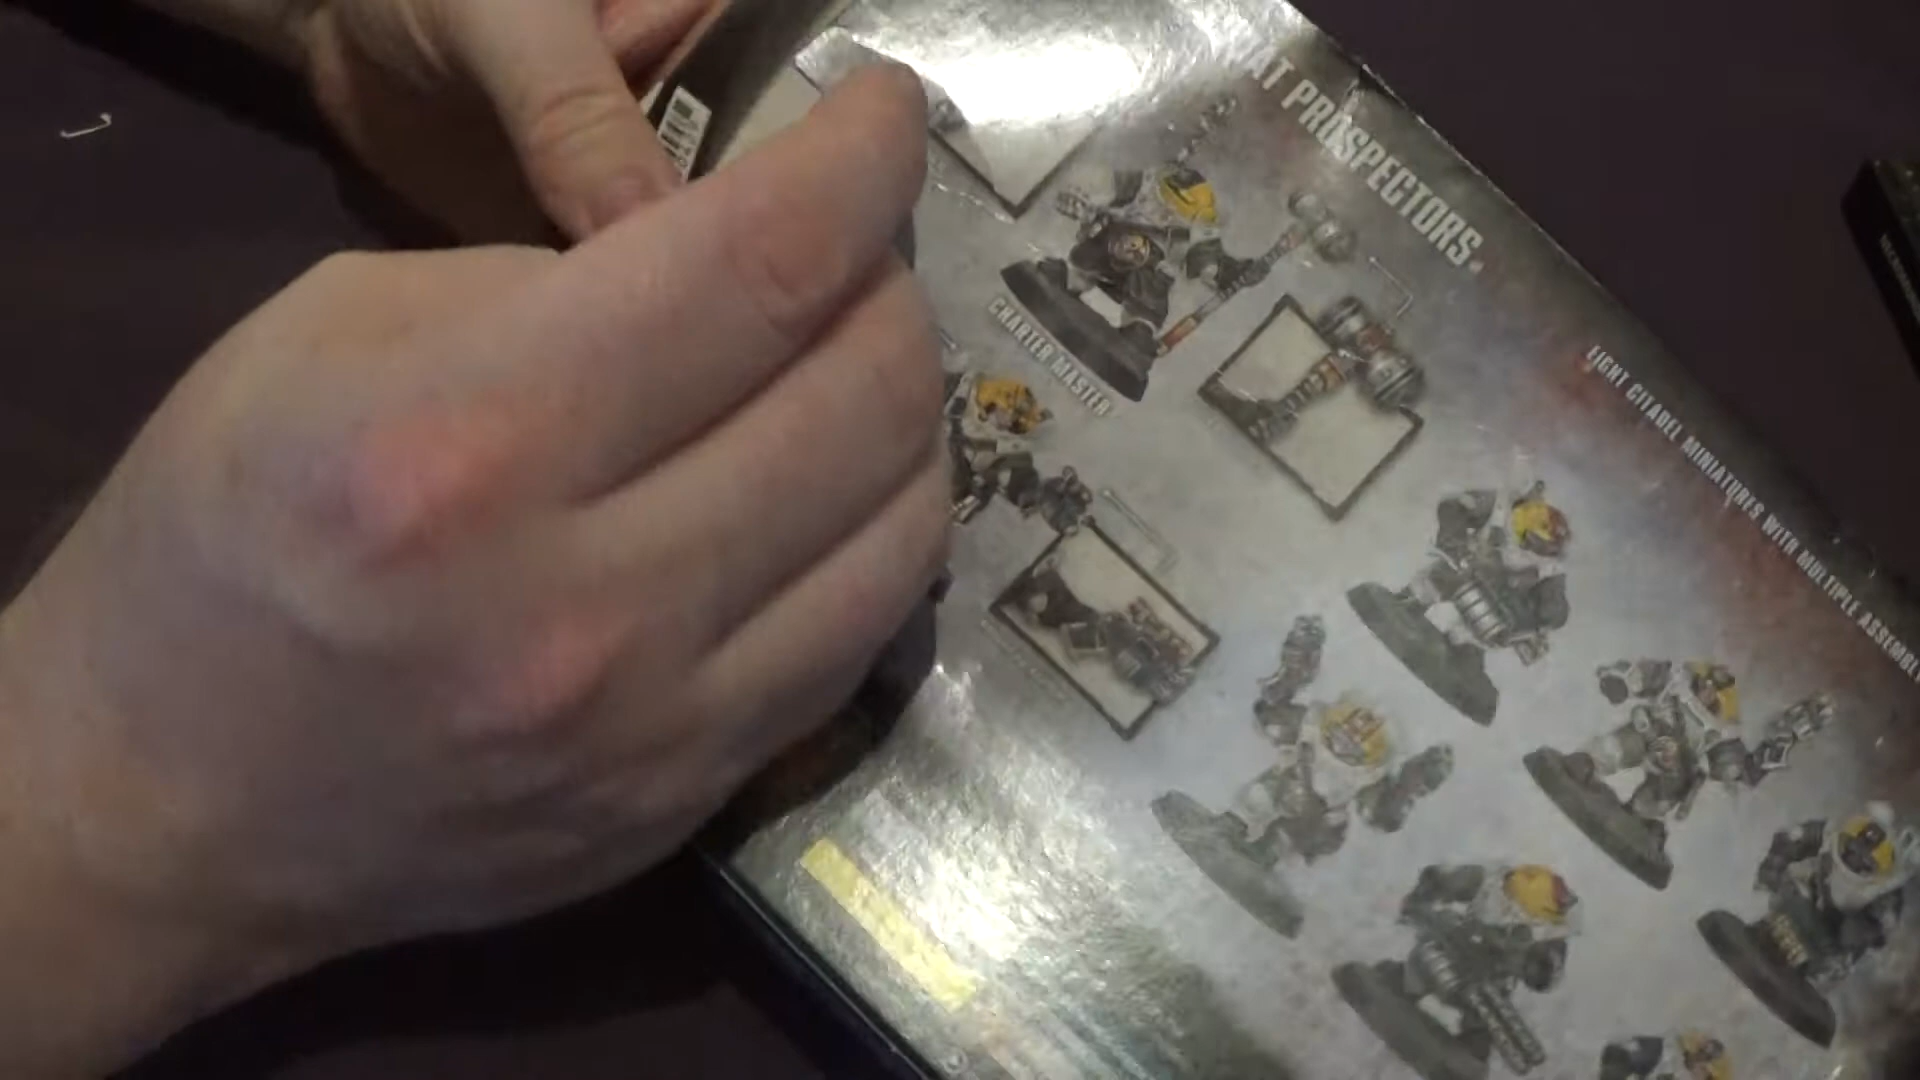 AT PROSPECTORS
CHARTER MASTER
EIGHT CITADEL MINIATURES WITH MULTIPLE ASSEMBL